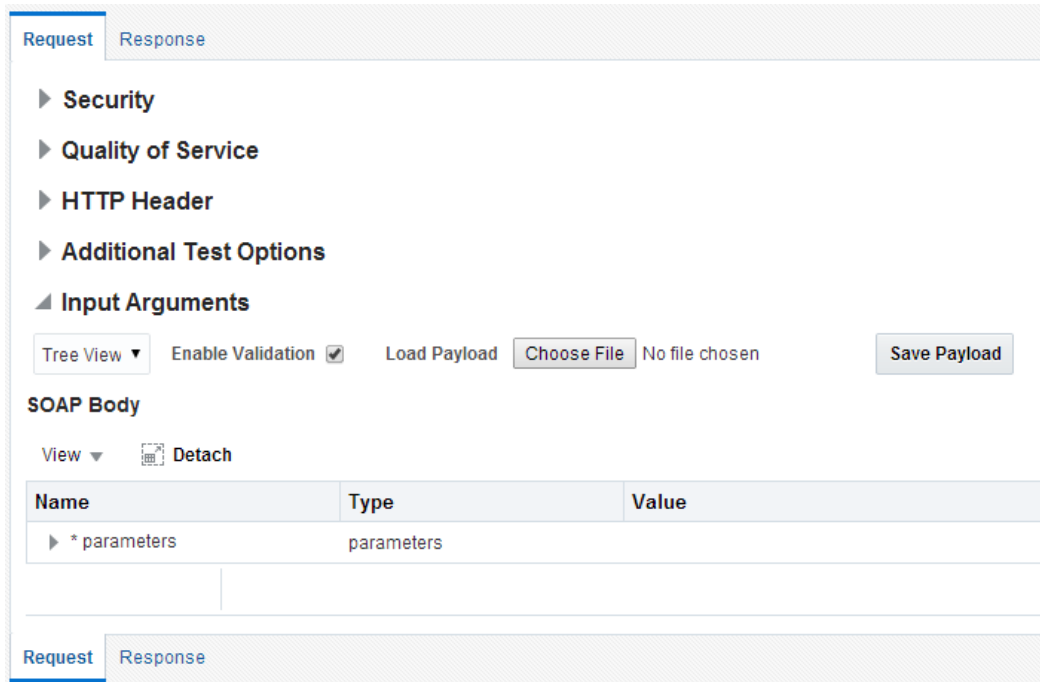 Request Response
Security
Quality of Service
HTTP Header
Additional Test Options
Input Arguments
Tree View Enable Validation Load Payload Choose File No file chosen Save Payload
SOAP Body
View Detach
Name Type Value
* parameters parameters
Request Response